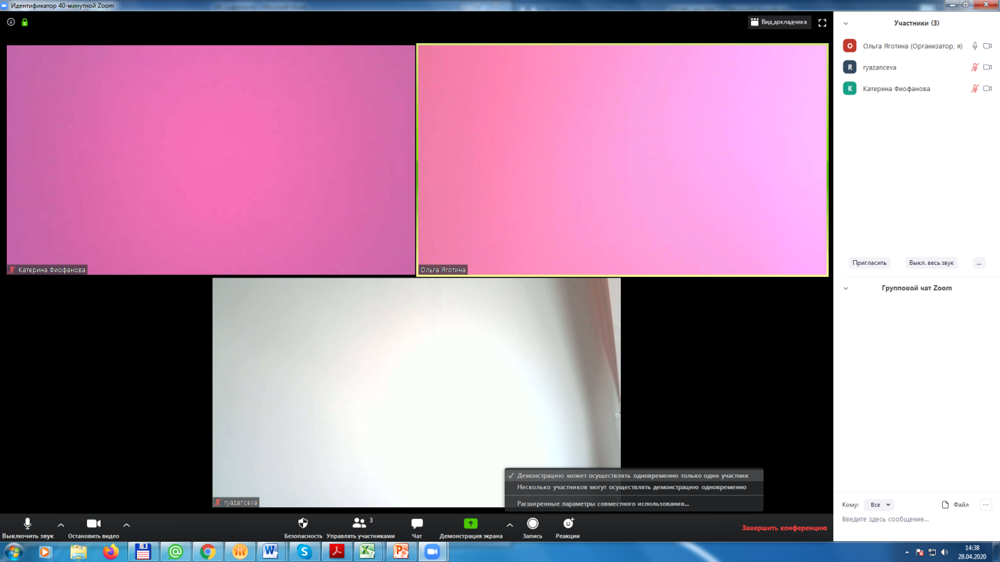 Идентификатор 40-минутной Zoom
Вид докладчика
Катерина Фиофанова
Ольга Яготина
ryazanceva
Демонстрацию может осуществлять одновременно только один участник
Несколько участников могут осуществлять демонстрацию одновременно
Расширенные параметры совместного использования...
Выключить звук
Остановить видео
Безопасность
Управлять участниками
3
Чат
Демонстрация экрана
Запись
Реакции
Завершить конференцию
Участники (3)
О Ольга Яготина (Организатор, я)
R ryazanceva
К Катерина Фиофанова
Пригласить Выкл. весь звук ...
Групповой чат Zoom
Кому: Все Файл ...
Введите здесь сообщение...
14:38
28.04.2020